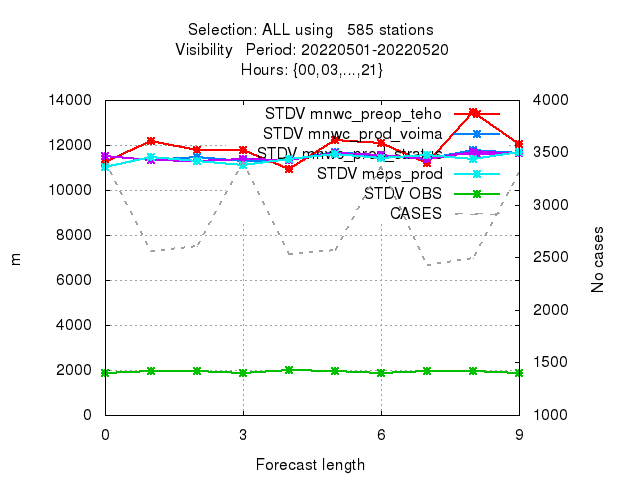 Selection: ALL using   585 stations
Visibility   Period: 20220501-20220520
Hours: {00,03,...,21}
14000
12000
10000
8000
6000
4000
2000
0
4000
3500
3000
2500
2000
1500
1000
STDV mnwc_preop_teho
STDV mnwc_prod_voima
STDV mnwc_prod_stratus
STDV meps_prod
STDV OBS
CASES
m
No cases
0
3
6
9
Forecast length